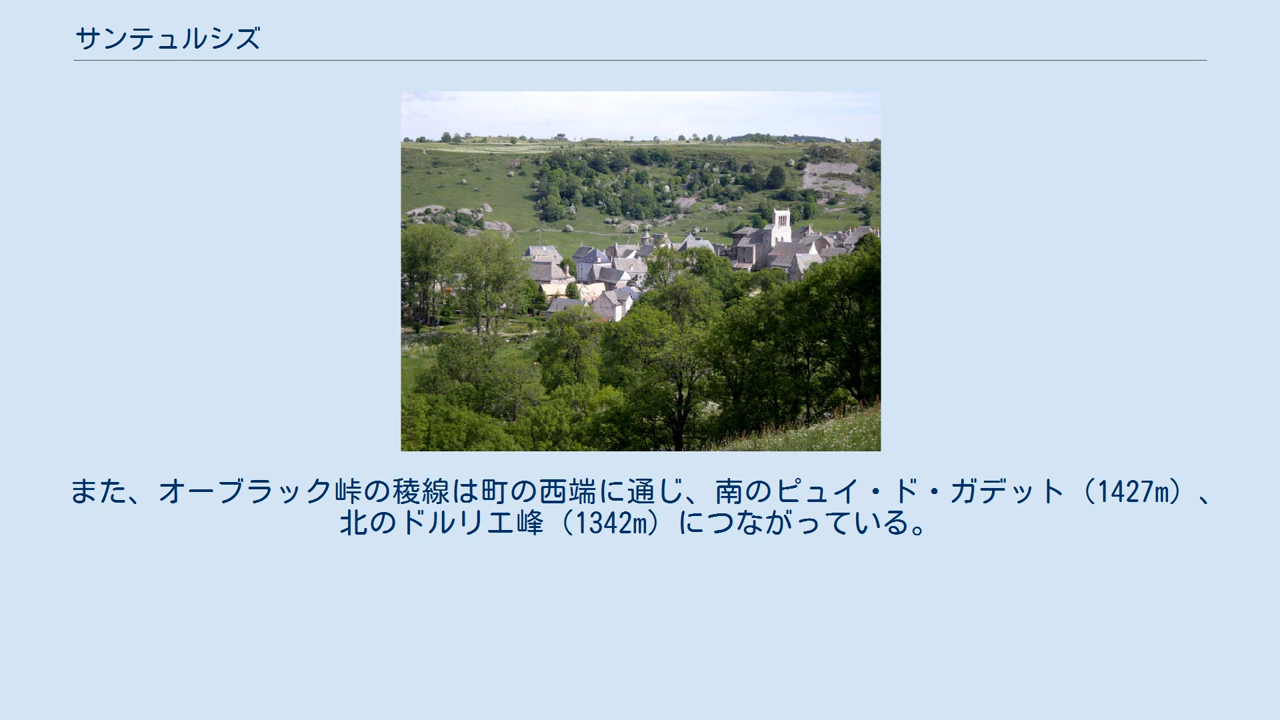 サンテュルシズ
また、オーブラック峠の稜線は町の西端に通じ、南のピュイ・ド・ガデット（1427m）、
北のドルリエ峰（1342m）につながっている。